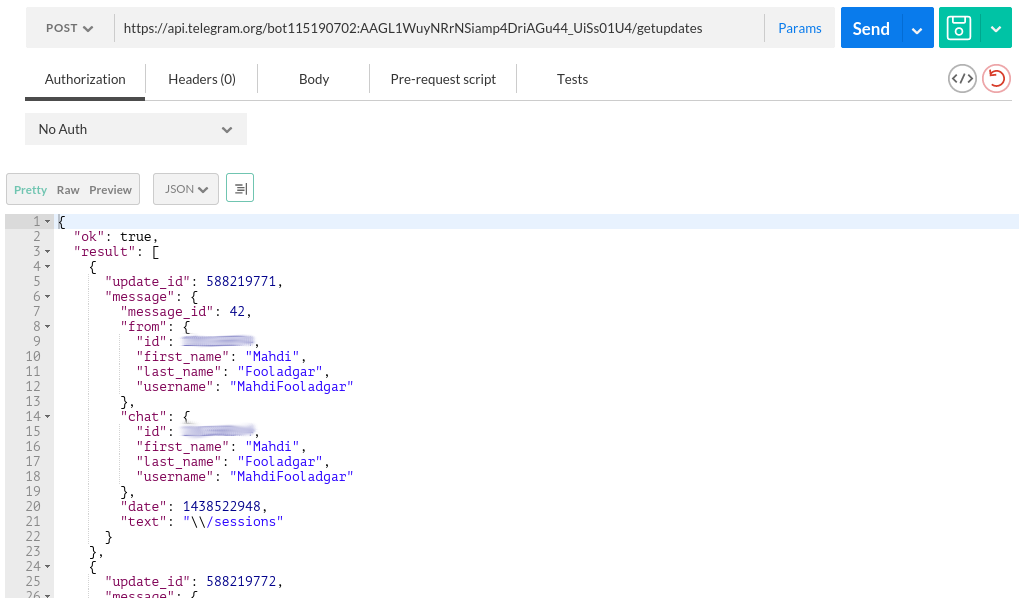 POST https://api.telegram.org/bot115190702:AAGL1WuyNRrNSiamp4DriAGu44_UiSs01U4/getupdates Params Send
Authorization Headers (0) Body Pre-request script Tests </>
No Auth
Pretty Raw Preview JSON
1 {
2 "ok": true,
3 "result": [
4 {
5 "update_id": 588219771,
6 "message": {
7 "message_id": 42,
8 "from": {
9 "id": ,
10 "first_name": "Mahdi",
11 "last_name": "Fooladgar",
12 "username": "MahdiFooladgar"
13 },
14 "chat": {
15 "id": ,
16 "first_name": "Mahdi",
17 "last_name": "Fooladgar",
18 "username": "MahdiFooladgar"
19 },
20 "date": 1438522948,
21 "text": "\\/sessions"
22 }
23 },
24 {
25 "update_id": 588219772,
26 "message": {